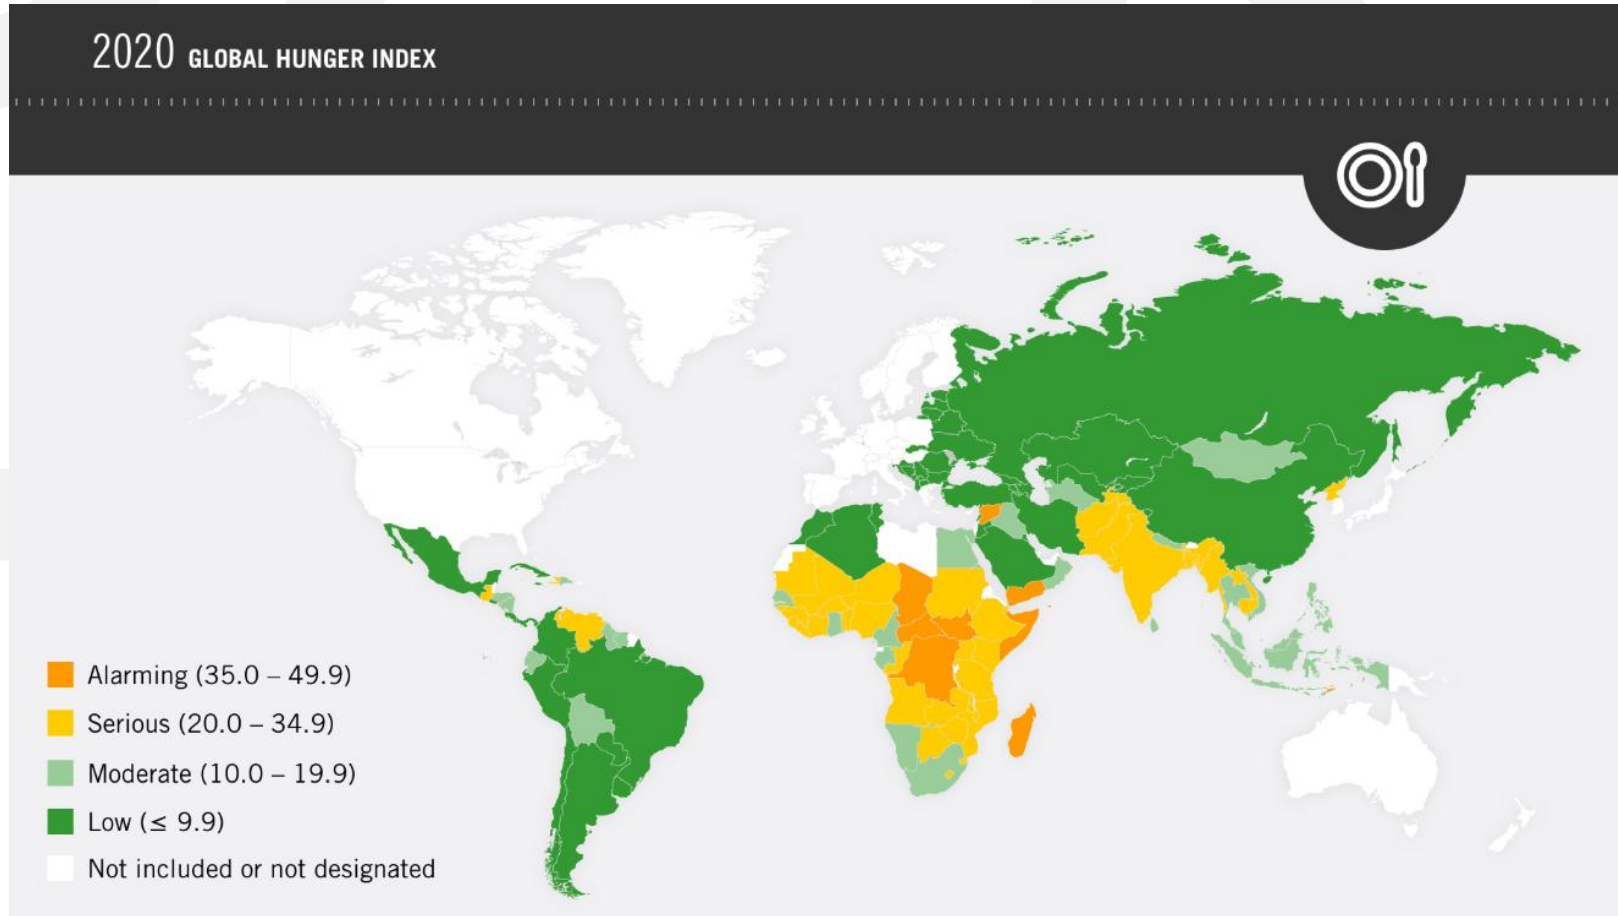 2020 GLOBAL HUNGER INDEX
Alarming (35.0 – 49.9)
Serious (20.0 – 34.9)
Moderate (10.0 – 19.9)
Low (≤ 9.9)
Not included or not designated